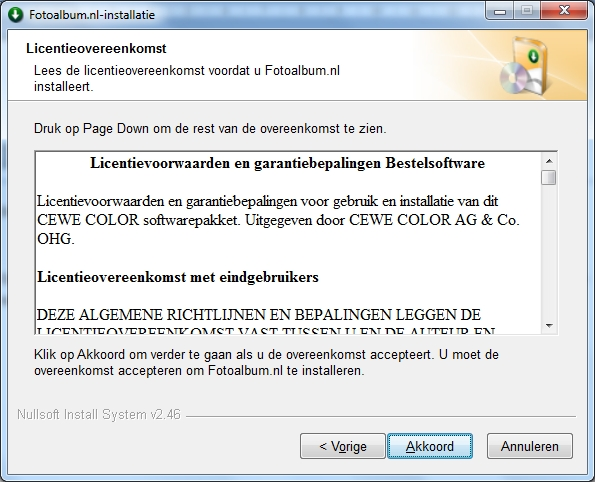 Fotoalbum.nl-installatie
Licentieovereenkomst
Lees de licentieovereenkomst voordat u Fotoalbum.nl
installeert.
Druk op Page Down om de rest van de overeenkomst te zien.
Licentievoorwaarden en garantiebepalingen Bestelsoftware
Licentievoorwaarden en garantiebepalingen voor gebruik en installatie van dit
CEWE COLOR softwarepakket. Uitgegeven door CEWE COLOR AG & Co.
OHG.
Licentieovereenkomst met eindgebruikers
DEZE ALGEMENE RICHTLIJNEN EN BEPALINGEN LEGGEN DE
LICENTIEOVEREENKOMST VAST TUSSEN U EN DE AUTEUR EN
Klik op Akkoord om verder te gaan als u de overeenkomst accepteert. U moet de
overeenkomst accepteren om Fotoalbum.nl te installeren.
Nullsoft Install System v2.46
< Vorige
Akkoord
Annuleren